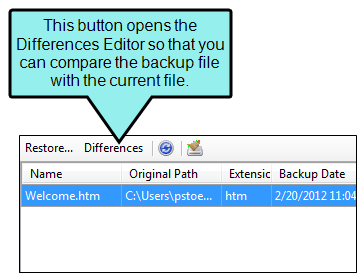 This button opens the
Differences Editor so that you
can compare the backup file
with the current file.
Restore... Differences
Name Original Path Extensic Backup Date
Welcome.htm C:\Users\pstoe... htm 2/20/2012 11:04